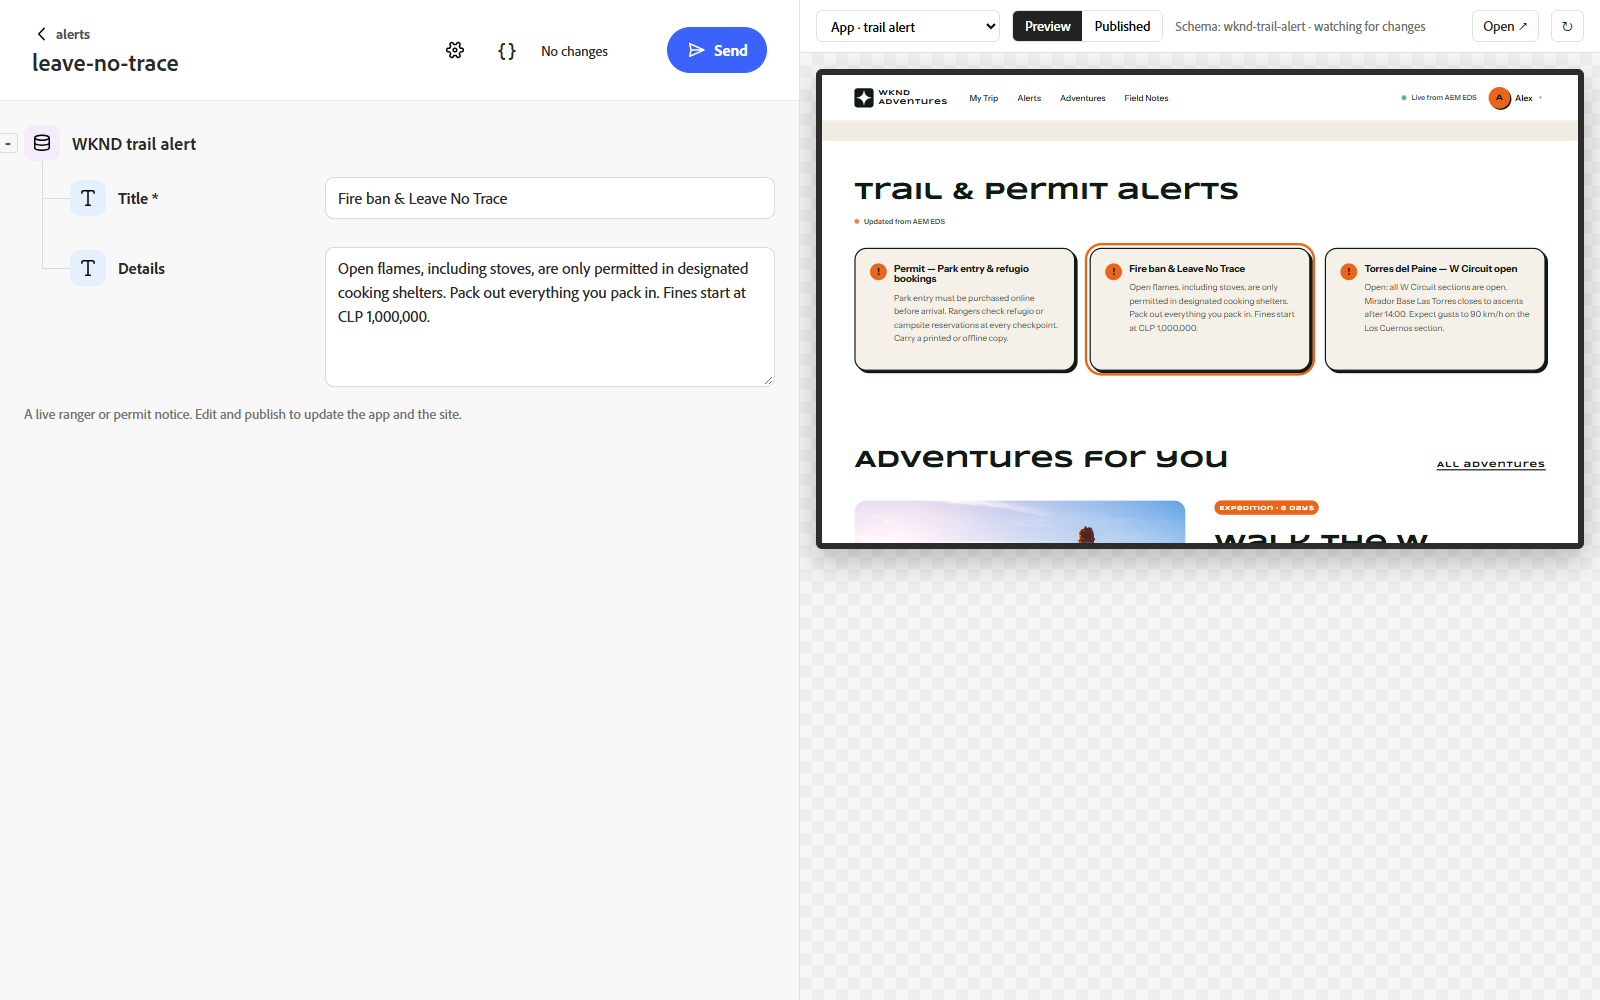 alerts
leave-no-trace
No changes
Send
WKND trail alert
Title *
Fire ban & Leave No Trace
Details
Open flames, including stoves, are only permitted in designated
cooking shelters. Pack out everything you pack in. Fines start at
CLP 1,000,000.
A live ranger or permit notice. Edit and publish to update the app and the site.
App · trail alert
Preview
Published
Schema: wknd-trail-alert · watching for changes
Open ↗
WKND
ADVENTURES
My Trip
Alerts
Adventures
Field Notes
Live from AEM EDS
A
Alex
Trail & Permit Alerts
Updated from AEM EDS
!
Permit — Park entry & refugio
bookings
Park entry must be purchased online
before arrival. Rangers check refugio or
campsite reservations at every checkpoint.
Carry a printed or offline copy.
!
Fire ban & Leave No Trace
Open flames, including stoves, are only
permitted in designated cooking shelters.
Pack out everything you pack in. Fines start
at CLP 1,000,000.
!
Torres del Paine — W Circuit open
Open: all W Circuit sections are open.
Mirador Base Las Torres closes to ascents
after 14:00. Expect gusts to 90 km/h on the
Los Cuernos section.
Adventures for you
All adventures
Expedition · 6 days
Walk the W